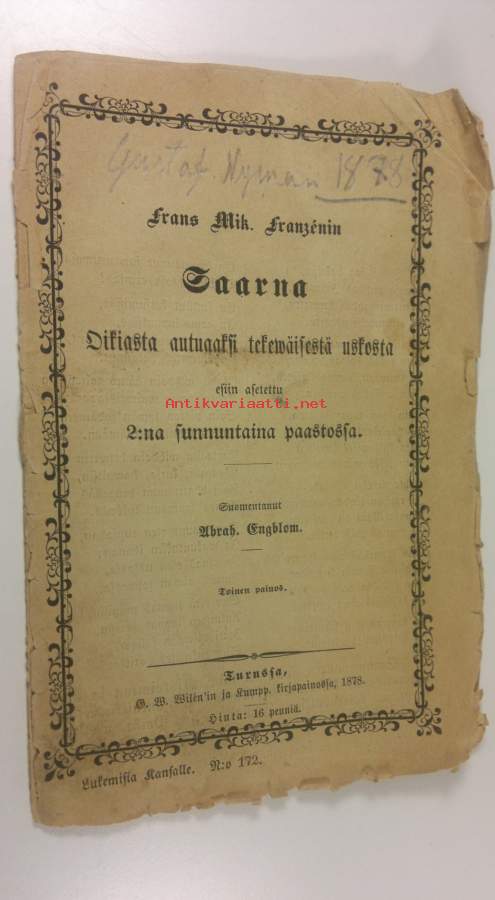 Gustaf Nyman 1878
Frans Mik. Franzénin
Saarna
Oikiasta autuaaksi tekewäisestä uskosta
esiin asetettu
Antikvariaatti.net
2:na sunnuntaina paastossa.
Suomentanut
Abrah. Engblom.
Toinen painos.
Turussa,
G. W. Wilén'in ja Kumpp. kirjapainossa, 1878.
Hinta: 16 penniä.
Lukemisia Kansalle. N:o 172.